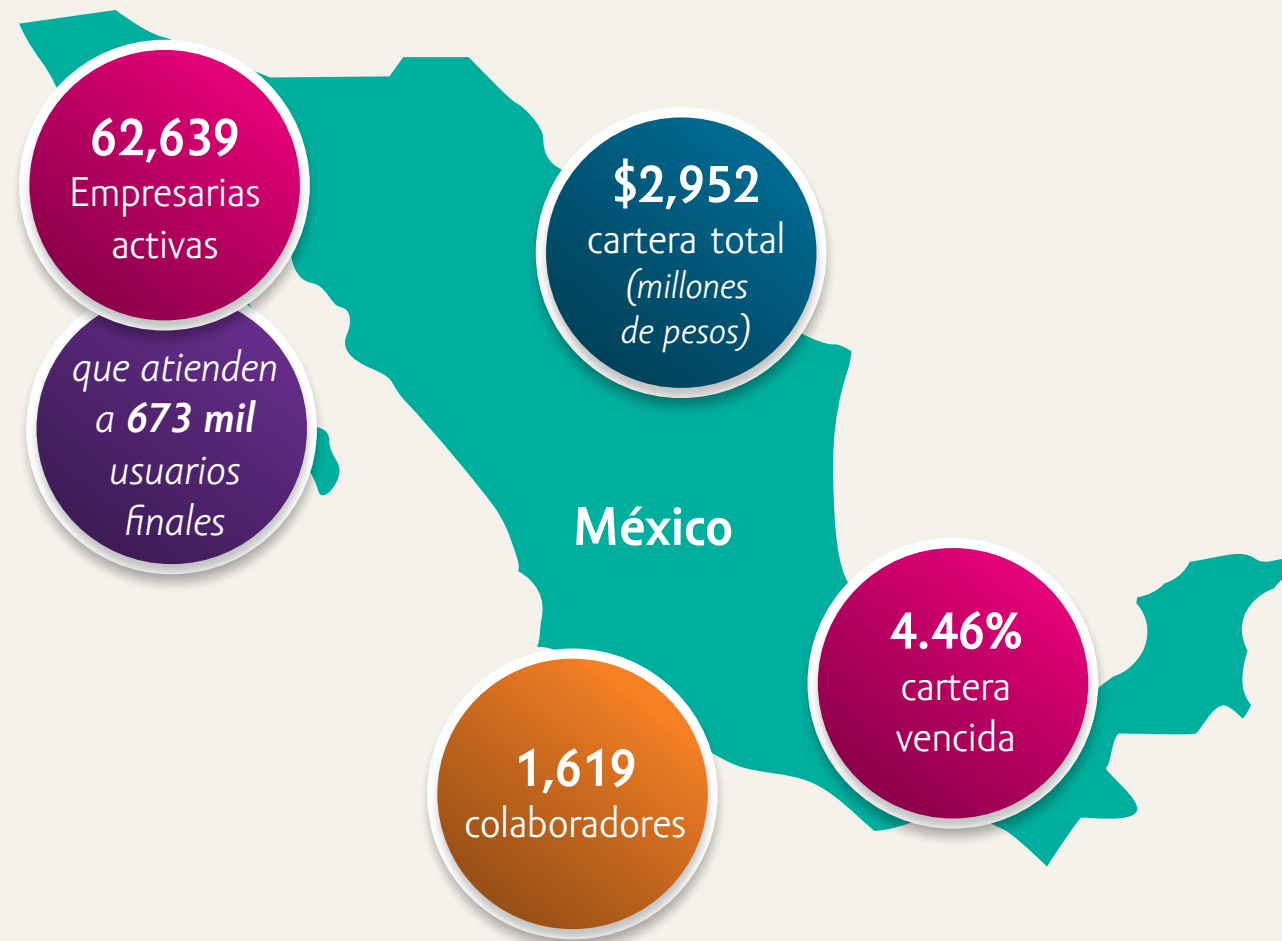 62,639
Empresarias
activas
que atienden
a 673 mil
usuarios
finales
$2,952
cartera total
(millones
de pesos)
México
4.46%
cartera
vencida
1,619
colaboradores